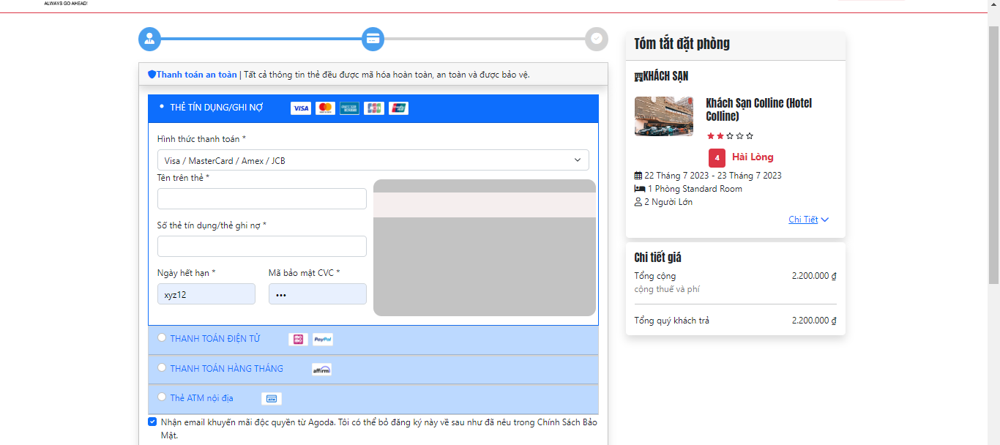 ALWAYS GO AHEAD!
Thanh toán an toàn | Tất cả thông tin thẻ đều được mã hóa hoàn toàn, an toàn và được bảo vệ.
THẺ TÍN DỤNG/GHI NỢ VISA
Hình thức thanh toán *
Visa / MasterCard / Amex / JCB
Tên trên thẻ *
Số thẻ tín dụng/thẻ ghi nợ *
Ngày hết hạn * Mã bảo mật CVC *
xyz12 •••
THANH TOÁN ĐIỆN TỬ PayPal
THANH TOÁN HÀNG THÁNG affirm
Thẻ ATM nội địa
Nhận email khuyến mãi độc quyền từ Agoda. Tôi có thể bỏ đăng ký này về sau như đã nêu trong Chính Sách Bảo
Mật.
Tóm tắt đặt phòng
KHÁCH SẠN
Khách Sạn Colline (Hotel
Colline)
4 Hài Lòng
22 Tháng 7 2023 - 23 Tháng 7 2023
1 Phòng Standard Room
2 Người Lớn
Chi Tiết
Chi tiết giá
Tổng cộng 2.200.000 ₫
cộng thuế và phí
Tổng quý khách trả 2.200.000 ₫